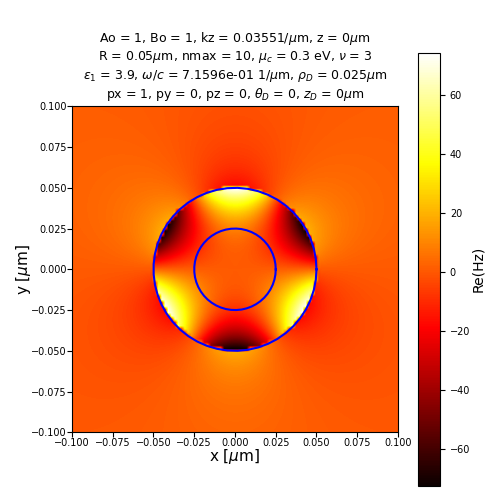 Ao = 1, Bo = 1, kz = 0.03551/μm, z = 0μm
R = 0.05μm, nmax = 10, μc = 0.3 eV, ν = 3
ε1 = 3.9, ω/c = 7.1596e-01 1/μm, ρD = 0.025μm
px = 1, py = 0, pz = 0, θD = 0, zD = 0μm
0.100
0.075
0.050
0.025
0.000
−0.025
−0.050
−0.075
−0.100
y [μm]
−0.100 −0.075 −0.050 −0.025 0.000 0.025 0.050 0.075 0.100
x [μm]
60
40
20
0
−20
−40
−60
Re(Hz)